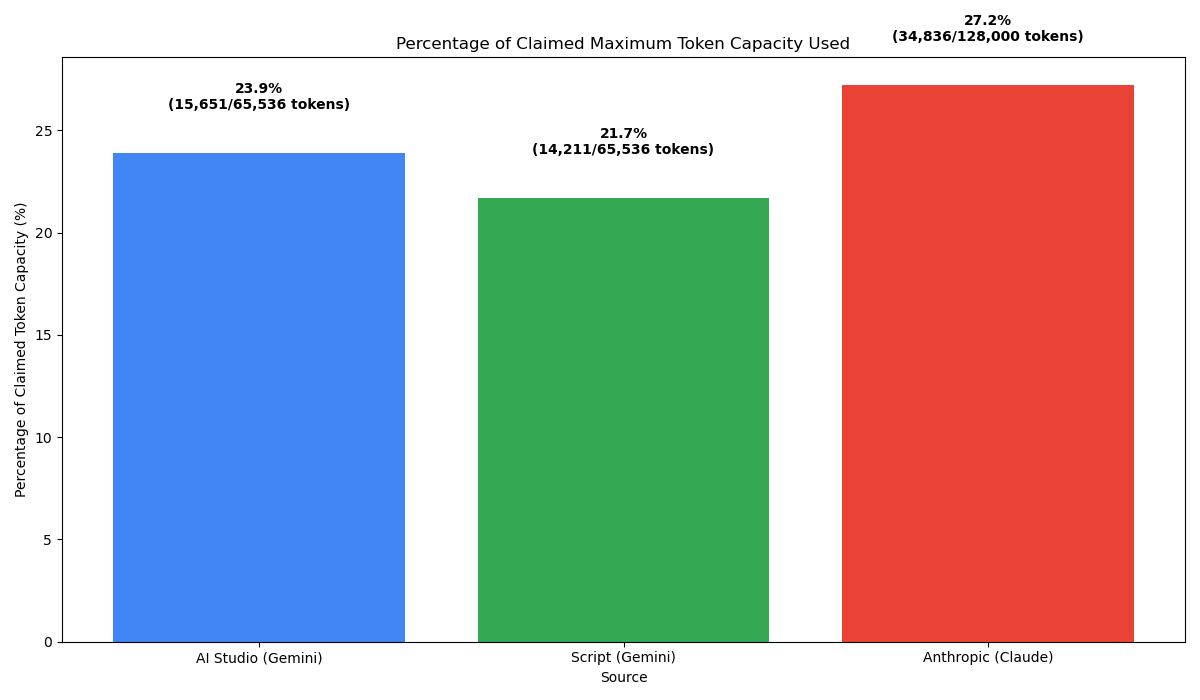 27.2%
(34,836/128,000 tokens)
Percentage of Claimed Maximum Token Capacity Used
23.9%
(15,651/65,536 tokens)
21.7%
(14,211/65,536 tokens)
Percentage of Claimed Token Capacity (%)
25
20
15
10
5
0
AI Studio (Gemini)
Script (Gemini)
Anthropic (Claude)
Source